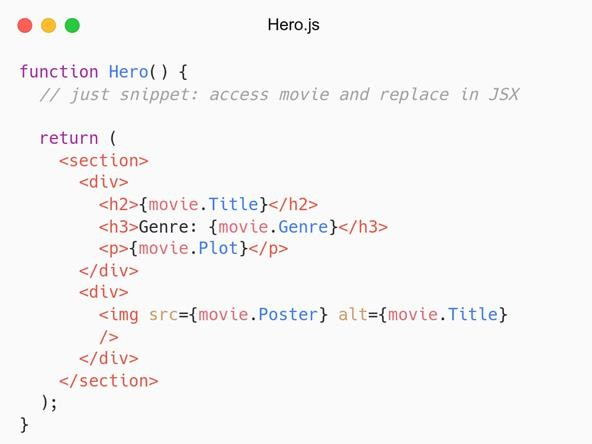 Hero.js
function Hero() {
// just snippet: access movie and replace in JSX
return (
<section>
<div>
<h2>{movie.Title}</h2>
<h3>Genre: {movie.Genre}</h3>
<p>{movie.Plot}</p>
</div>
<div>
<img src={movie.Poster} alt={movie.Title}
/>
</div>
</section>
);
}